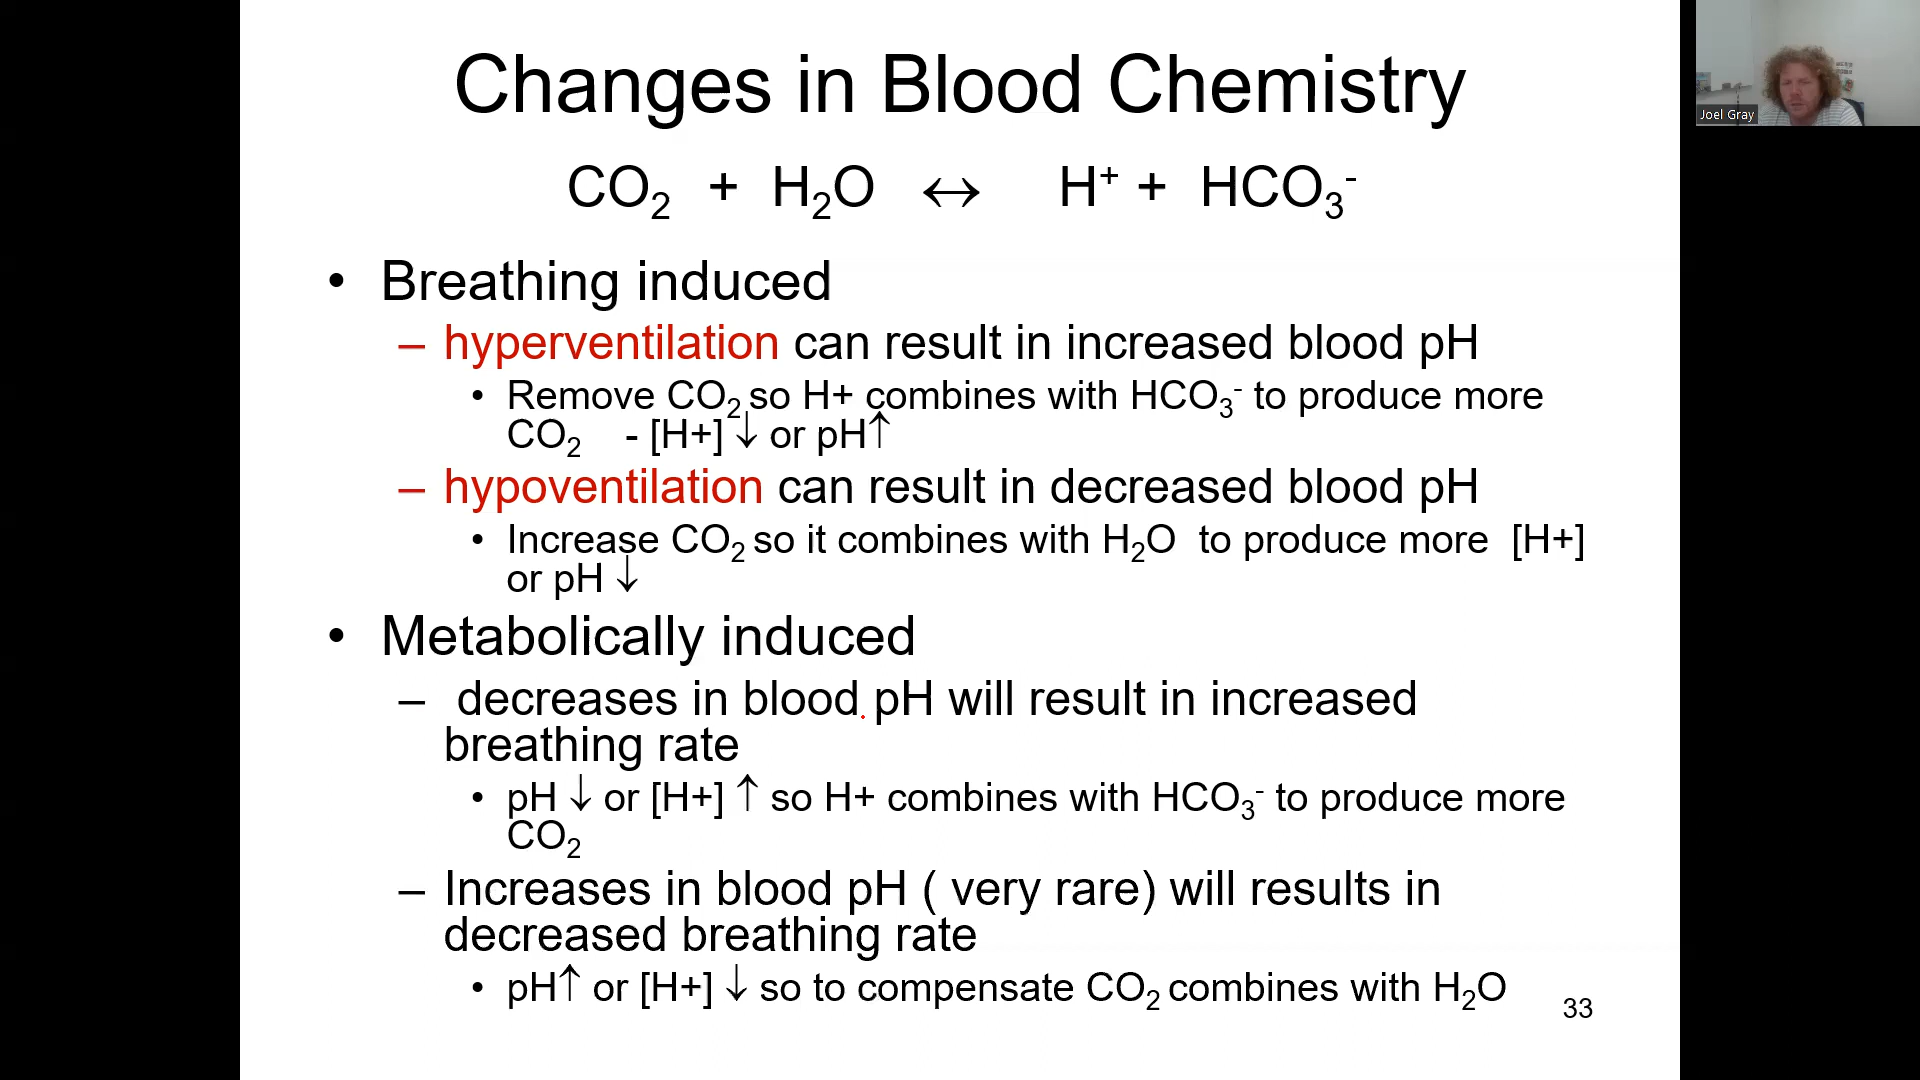 Changes in Blood Chemistry
CO₂ + H₂O ↔ H⁺ + HCO₃⁻
• Breathing induced
– hyperventilation can result in increased blood pH
• Remove CO₂ so H+ combines with HCO₃⁻ to produce more
CO₂ - [H+] ↓ or pH↑
– hypoventilation can result in decreased blood pH
• Increase CO₂ so it combines with H₂O to produce more [H+]
or pH ↓
• Metabolically induced
– decreases in blood pH will result in increased
breathing rate
• pH ↓ or [H+] ↑ so H+ combines with HCO₃⁻ to produce more
CO₂
– Increases in blood pH ( very rare) will results in
decreased breathing rate
• pH↑ or [H+] ↓ so to compensate CO₂ combines with H₂O
33
Joel Gray